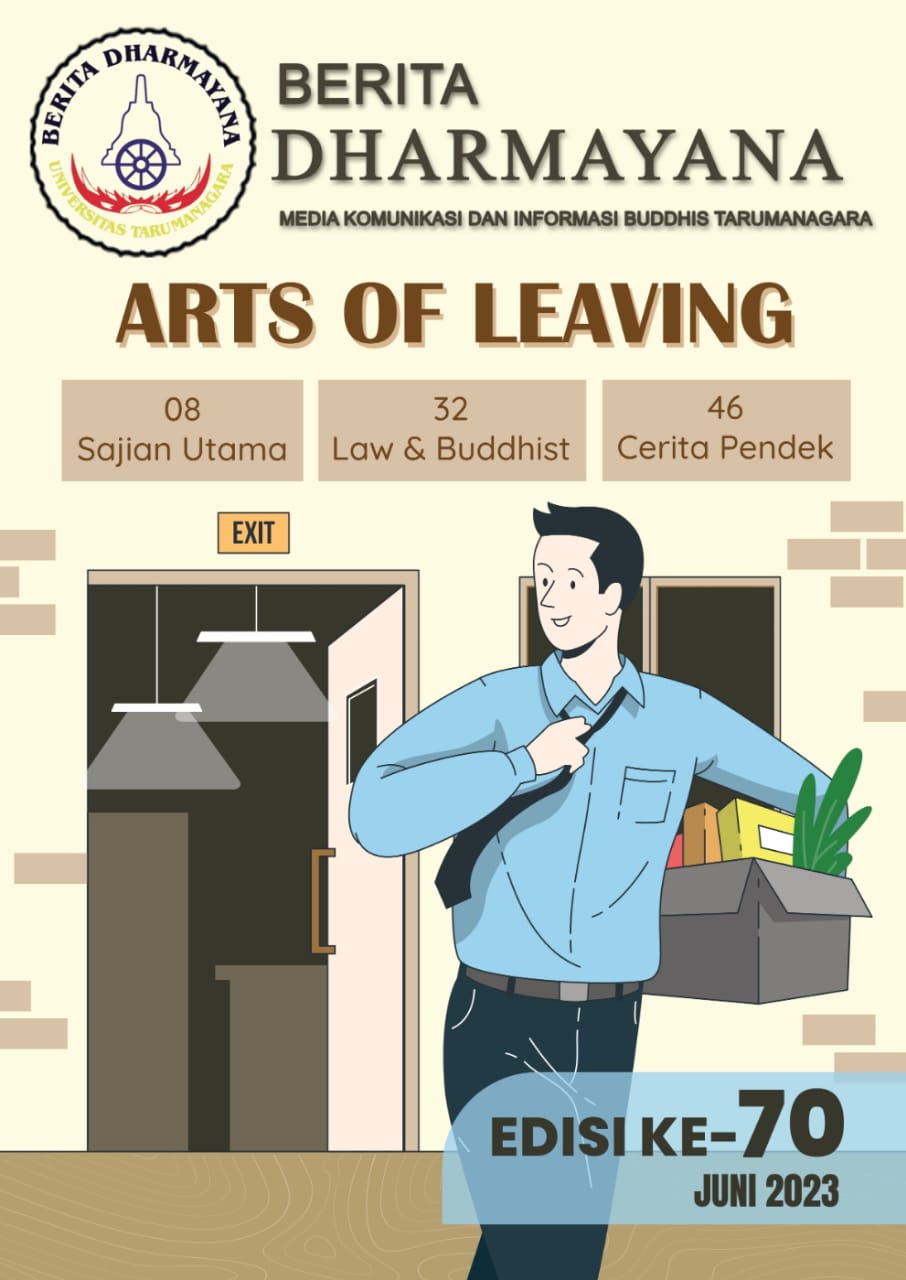 BERITA DHARMAYANA
UNIVERSITAS TARUMANAGARA
BERITA
DHARMAYANA
MEDIA KOMUNIKASI DAN INFORMASI BUDDHIS TARUMANAGARA
ARTS OF LEAVING
08
Sajian Utama
32
Law & Buddhist
46
Cerita Pendek
EXIT
EDISI KE-70
JUNI 2023